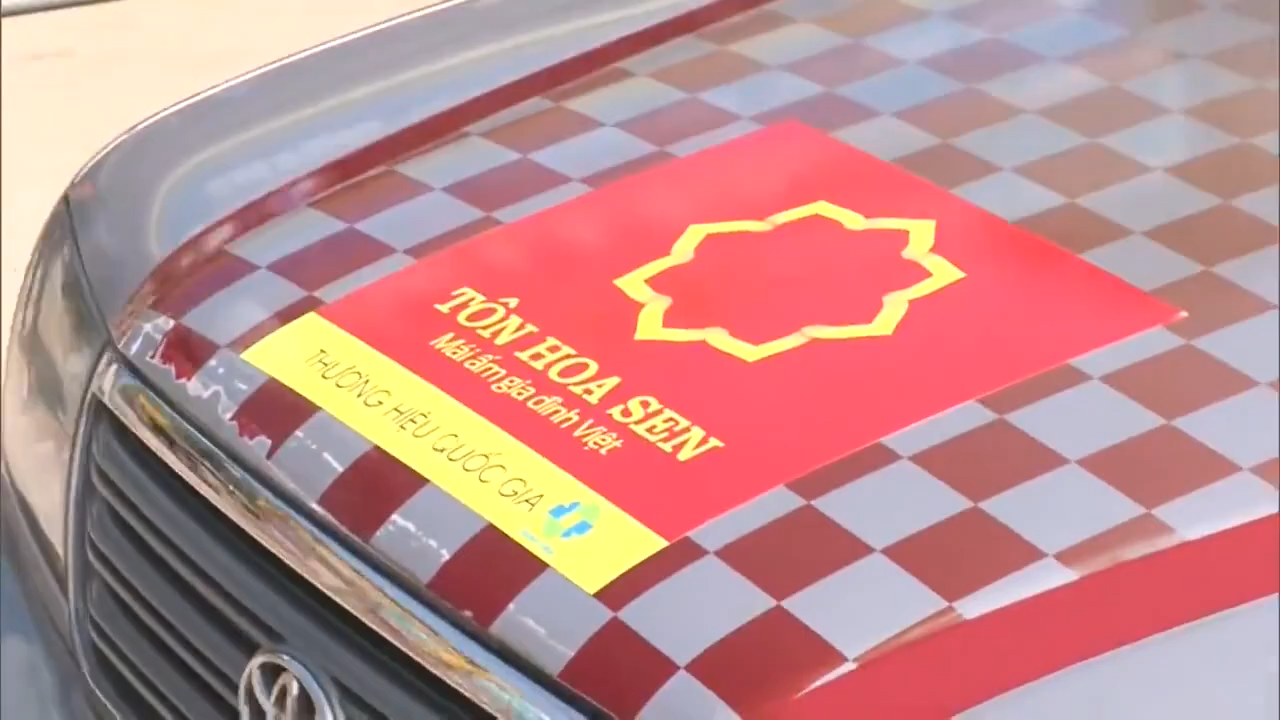 TÔN HOA SEN
Mái ấm gia đình Việt
THƯƠNG HIỆU QUỐC GIA